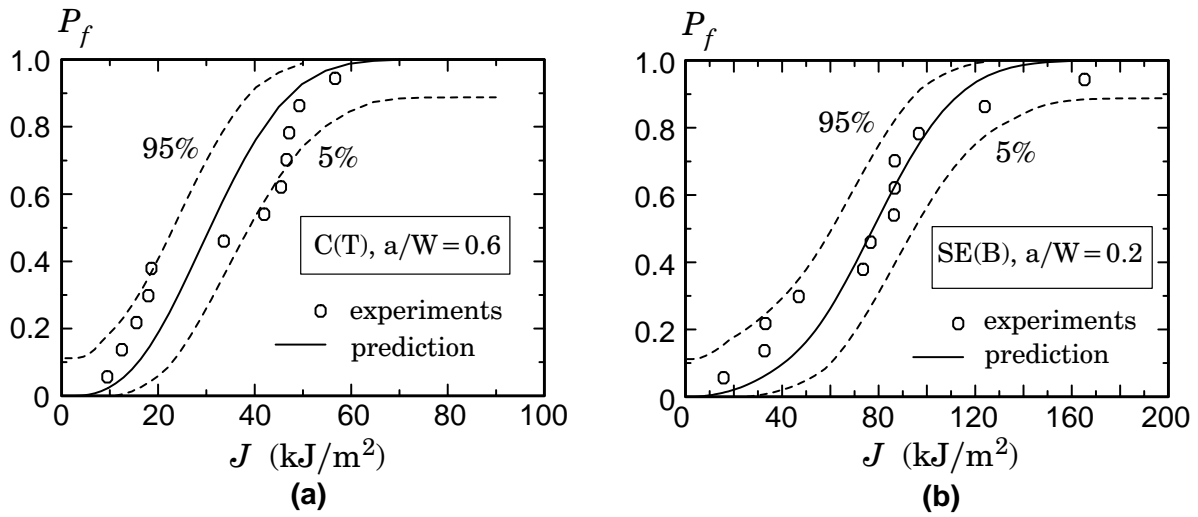 P_f
1.0
0.8
0.6
0.4
0.2
0
95%
5%
C(T), a/W = 0.6
experiments
prediction
0 20 40 60 80 100
J (kJ/m²)
(a)
P_f
1.0
0.8
0.6
0.4
0.2
0
95%
5%
SE(B), a/W = 0.2
experiments
prediction
0 40 80 120 160 200
J (kJ/m²)
(b)